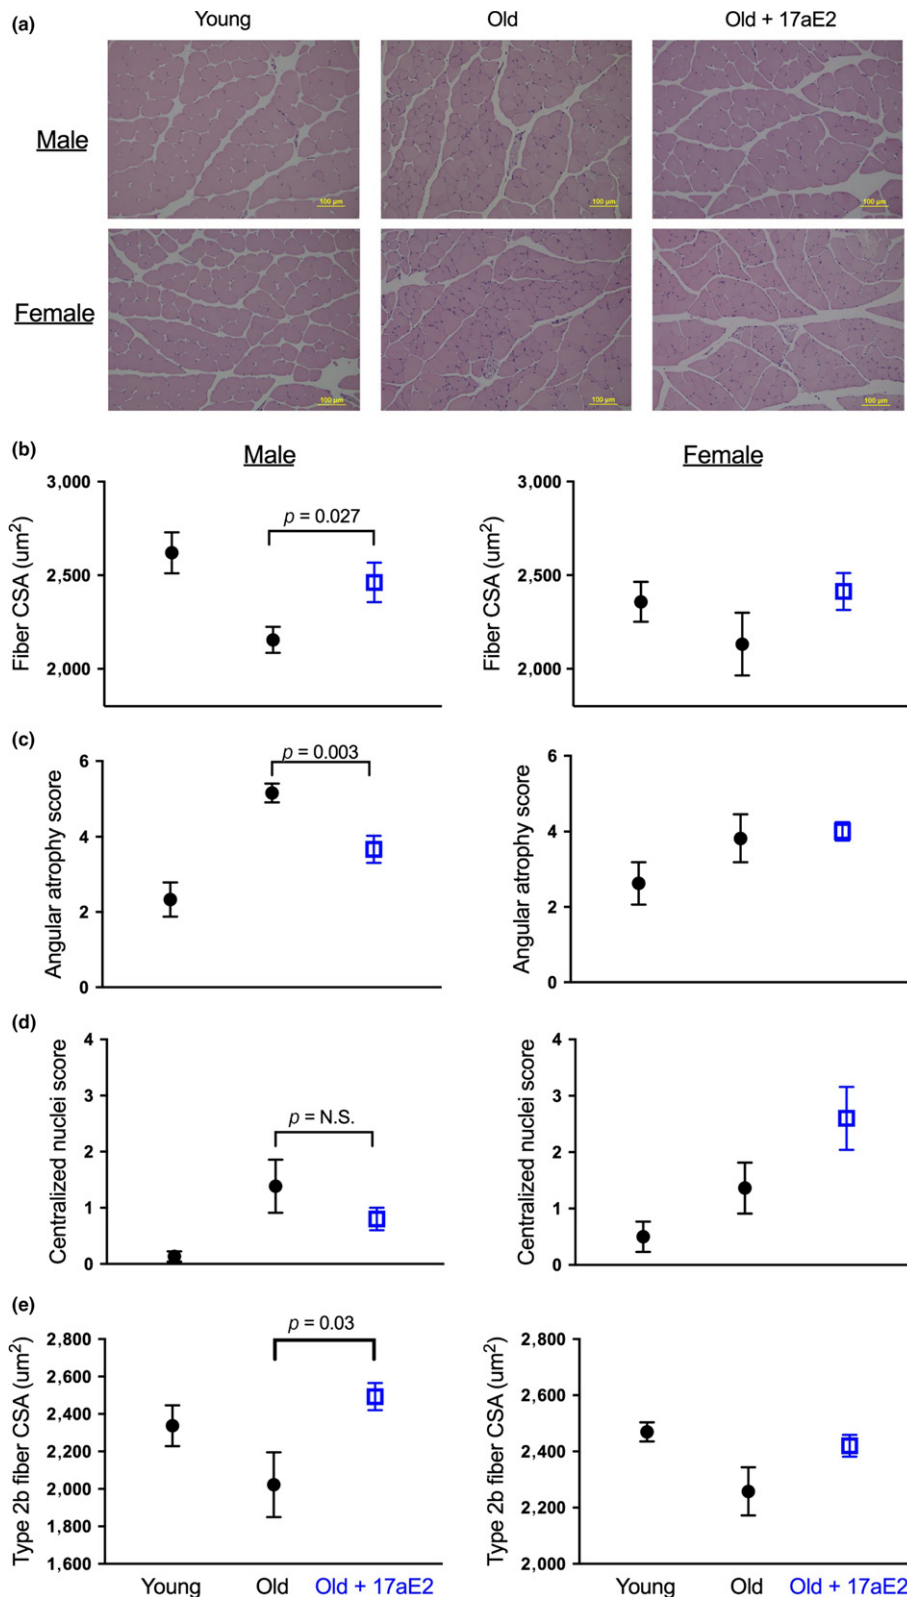 (a)
Young Old Old + 17aE2
Male
100 µm 100 µm 100 µm
Female
100 µm 100 µm 100 µm
(b)
Male Female
Fiber CSA (um²)
3,000
2,500
2,000
p = 0.027
Fiber CSA (um²)
3,000
2,500
2,000
(c)
Angular atrophy score
6
4
2
0
p = 0.003
Angular atrophy score
6
4
2
0
(d)
Centralized nuclei score
4
3
2
1
0
p = N.S.
Centralized nuclei score
4
3
2
1
0
(e)
Type 2b fiber CSA (um²)
2,800
2,600
2,400
2,200
2,000
1,800
1,600
p = 0.03
Young Old Old + 17aE2
Type 2b fiber CSA (um²)
2,800
2,600
2,400
2,200
2,000
Young Old Old + 17aE2